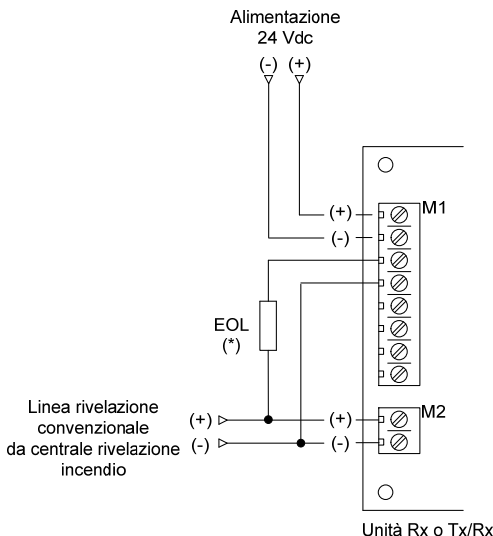 Alimentazione
24 Vdc
(-) (+)
(+) M1
(-)
EOL
(*)
Linea rivelazione
convenzionale
da centrale rivelazione
incendio
(+) (+) M2
(-) (-)
Unità Rx o Tx/Rx